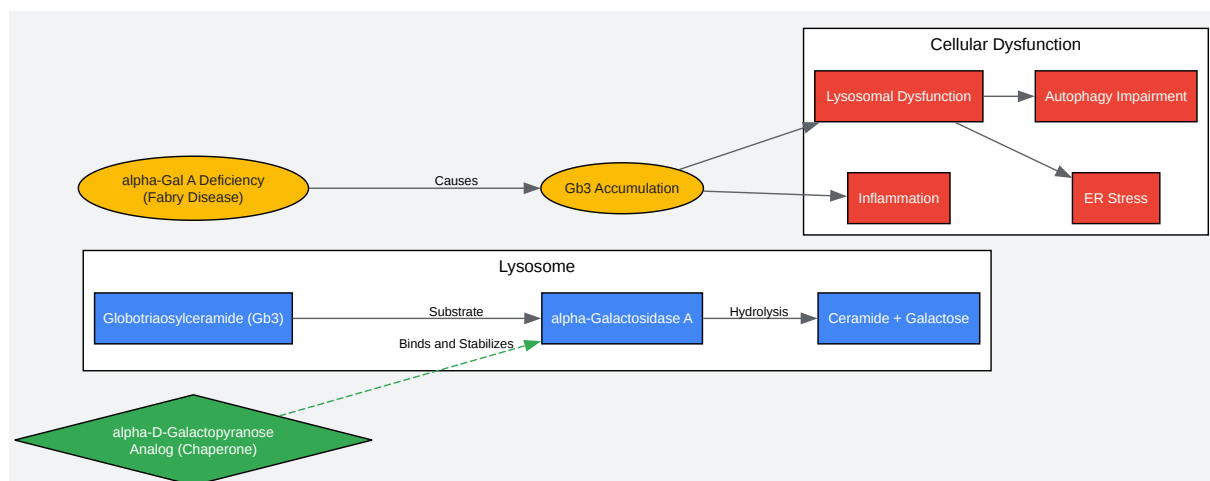 Cellular Dysfunction
Lysosomal Dysfunction
Autophagy Impairment
alpha-Gal A Deficiency
(Fabry Disease)
Causes
Gb3 Accumulation
Inflammation
ER Stress
Lysosome
Globotriaosylceramide (Gb3)
Substrate
alpha-Galactosidase A
Hydrolysis
Ceramide + Galactose
Binds and Stabilizes
alpha-D-Galactopyranose
Analog (Chaperone)